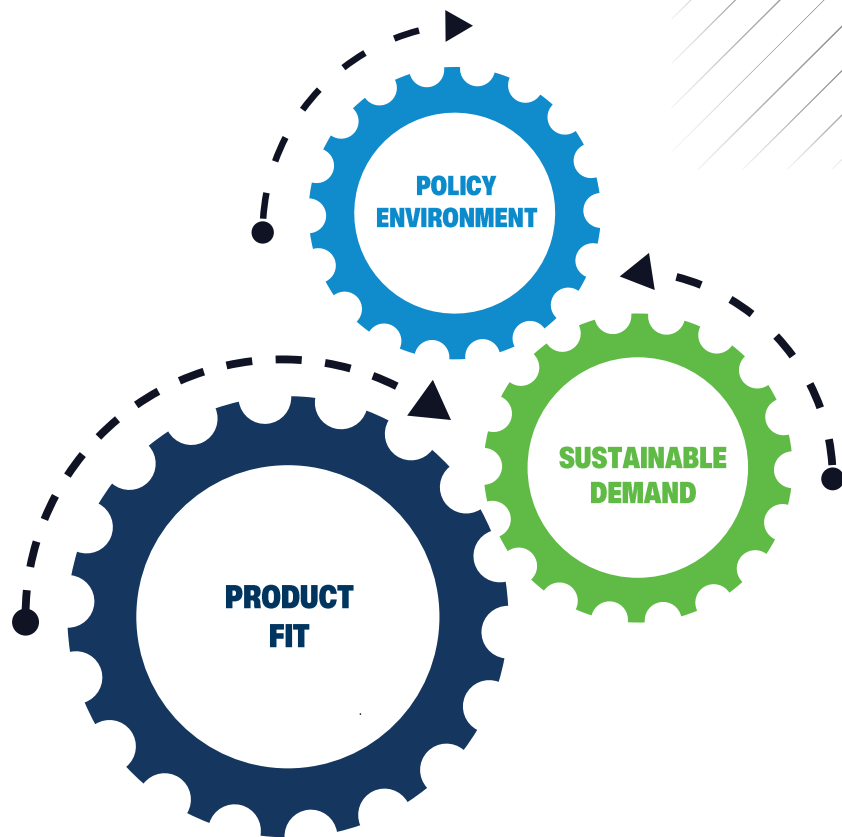 POLICY
ENVIRONMENT
SUSTAINABLE
DEMAND
PRODUCT
FIT